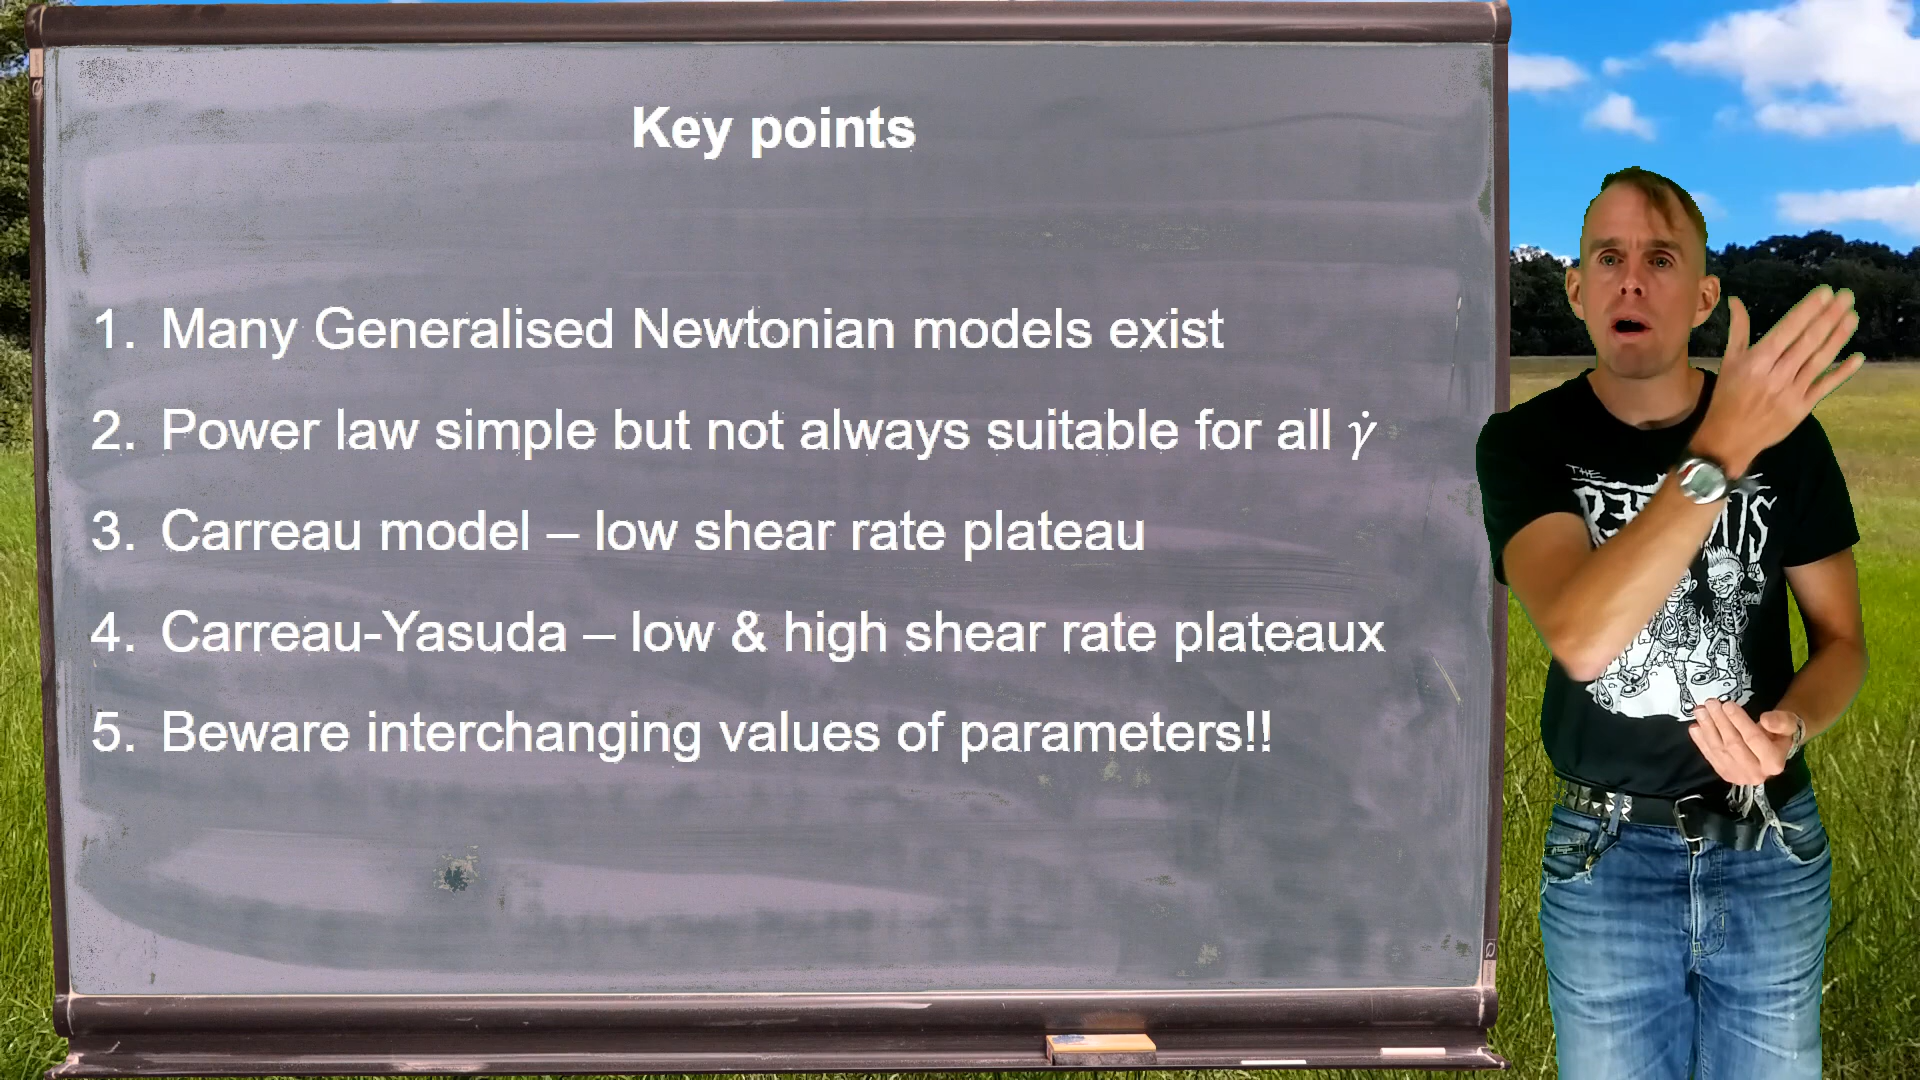 Key points
1. Many Generalised Newtonian models exist
2. Power law simple but not always suitable for all γ̇
3. Carreau model – low shear rate plateau
4. Carreau-Yasuda – low & high shear rate plateaux
5. Beware interchanging values of parameters!!
THE